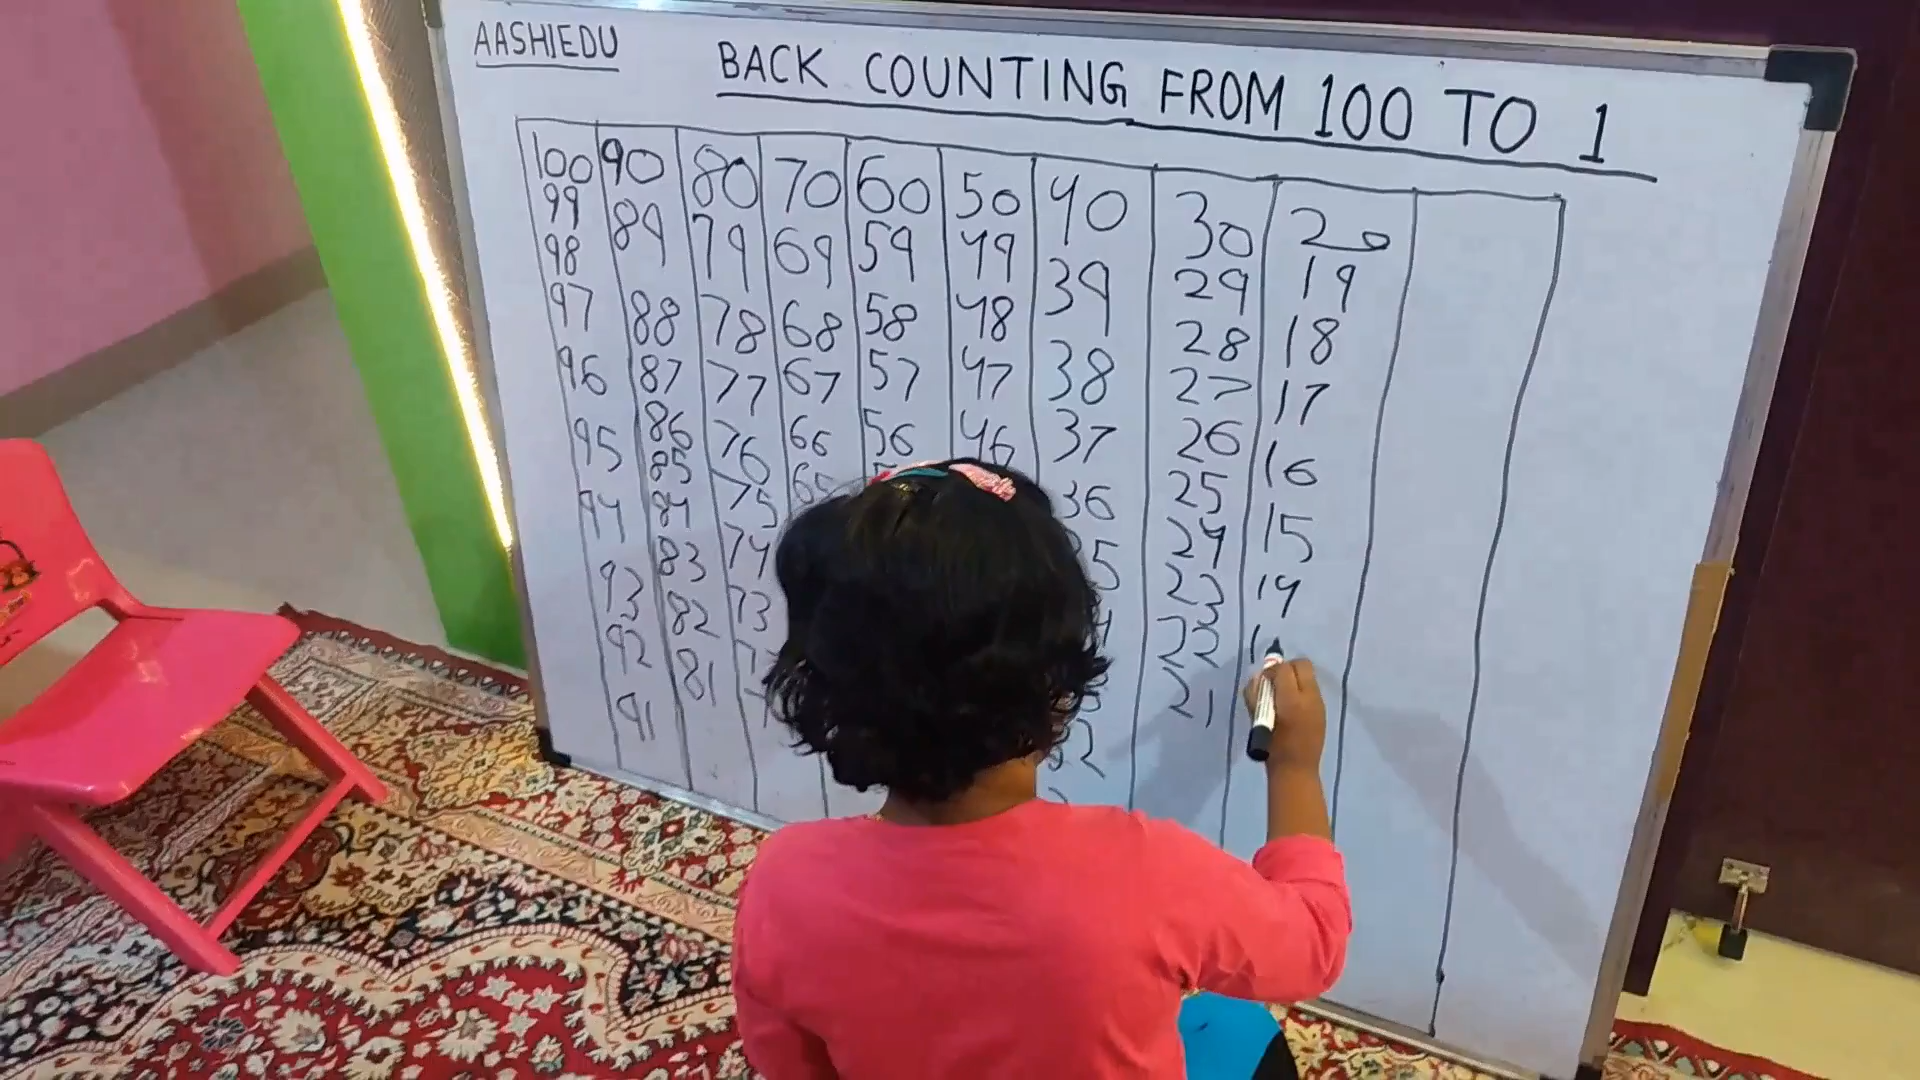 AASHIEDU
BACK COUNTING FROM 100 TO 1
100 90 80 70 60 50 40 30 20
99 89 79 69 59 49 39 29 19
98 88 78 68 58 48 38 28 18
97 87 77 67 57 47 37 27 17
96 86 76 66 56 46 36 26 16
95 85 75 25 15
94 84 74 24 14
93 83 73 23
92 82 22
91 81 21